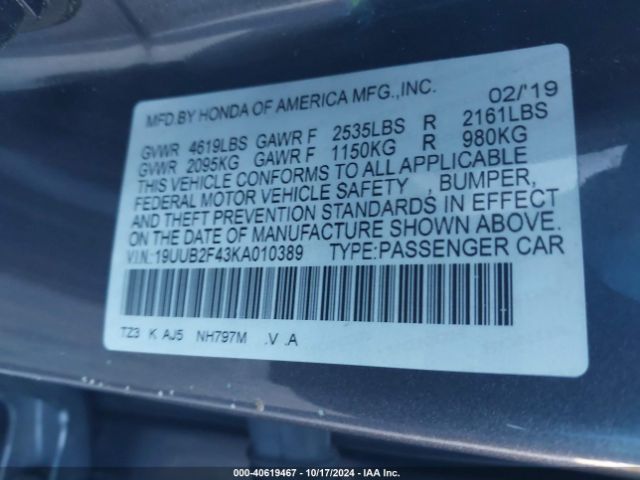 MFD.BY HONDA OF AMERICA MFG.,INC. 02/'19
GVWR 4619LBS GAWR F 2535LBS R 2161LBS
GVWR 2095KG GAWR F 1150KG R 980KG
THIS VEHICLE CONFORMS TO ALL APPLICABLE
FEDERAL MOTOR VEHICLE SAFETY , BUMPER,
AND THEFT PREVENTION STANDARDS IN EFFECT
ON THE DATE OF MANUFACTURE SHOWN ABOVE.
V.I.N.:19UUB2F43KA010389 TYPE:PASSENGER CAR
TZ3 K AJ5 NH797M .V .A
000-40619467 - 10/17/2024 - IAA Inc.